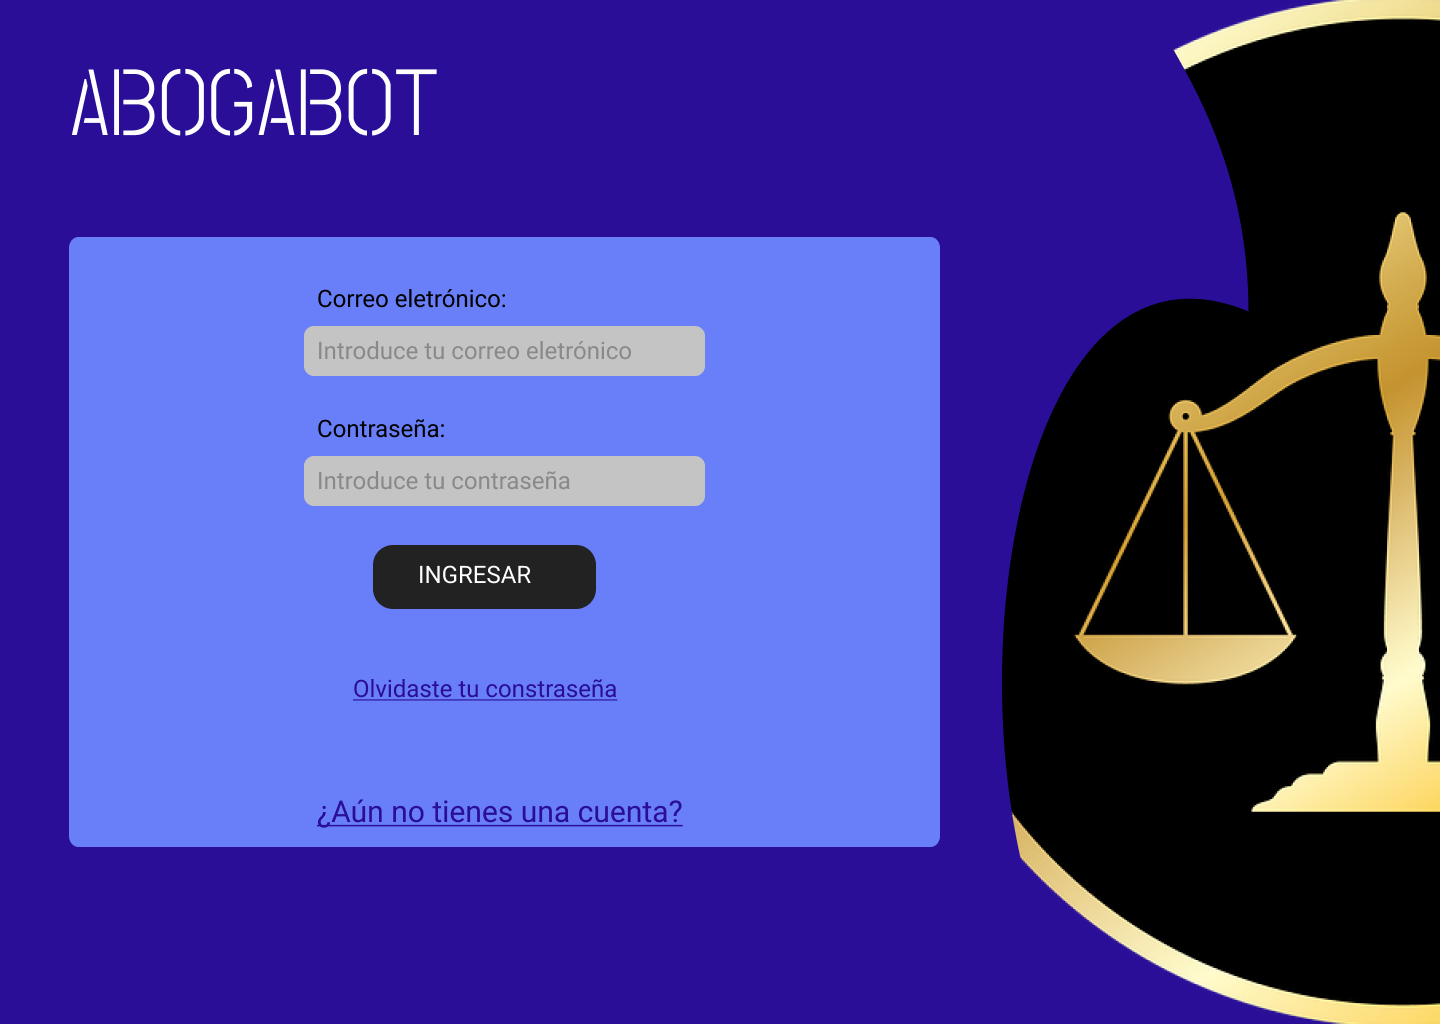 ABOGABOT
Correo eletrónico:
Introduce tu correo eletrónico
Contraseña:
Introduce tu contraseña
INGRESAR
Olvidaste tu constraseña
¿Aún no tienes una cuenta?